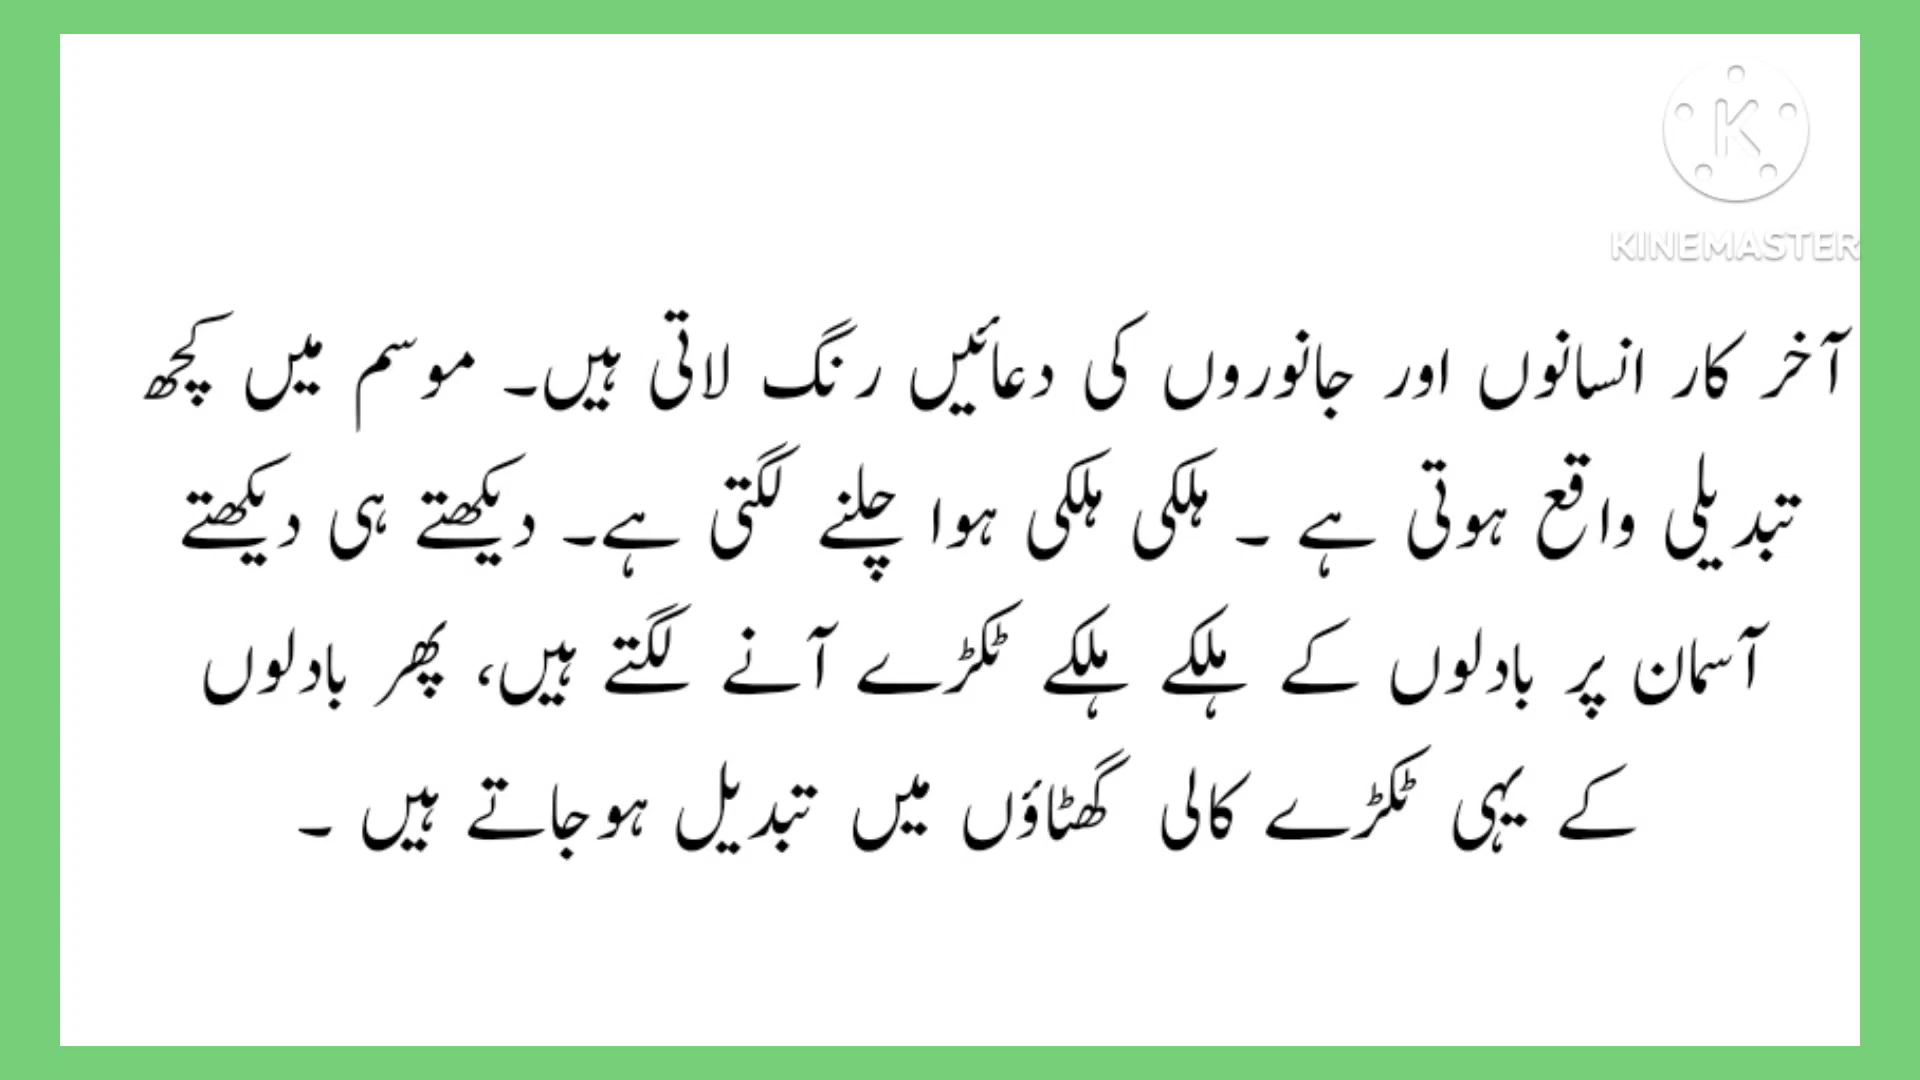 KINEMASTER
آخر کار انسانوں اور جانوروں کی دعائیں رنگ لاتی ہیں۔ موسم میں کچھ
تبدیلی واقع ہوتی ہے ۔ ہلکی ہلکی ہوا چلنے لگتی ہے۔ دیکھتے ہی دیکھتے
آسمان پر بادلوں کے ہلکے ہلکے ٹکڑے آنے لگتے ہیں، پھر بادلوں
کے یہی ٹکڑے کالی گھٹاؤں میں تبدیل ہوجاتے ہیں ۔